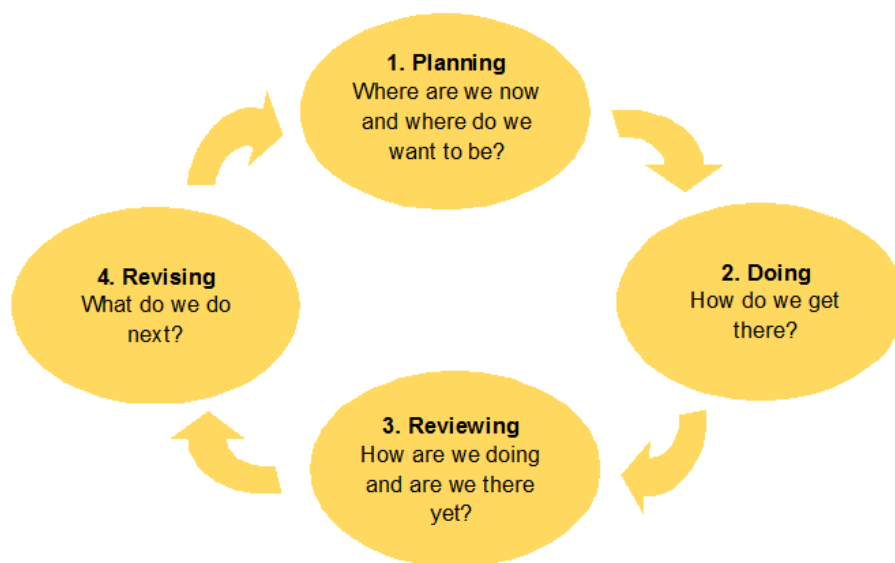 1. Planning
Where are we now
and where do we
want to be?
2. Doing
How do we get
there?
3. Reviewing
How are we doing
and are we there
yet?
4. Revising
What do we do
next?